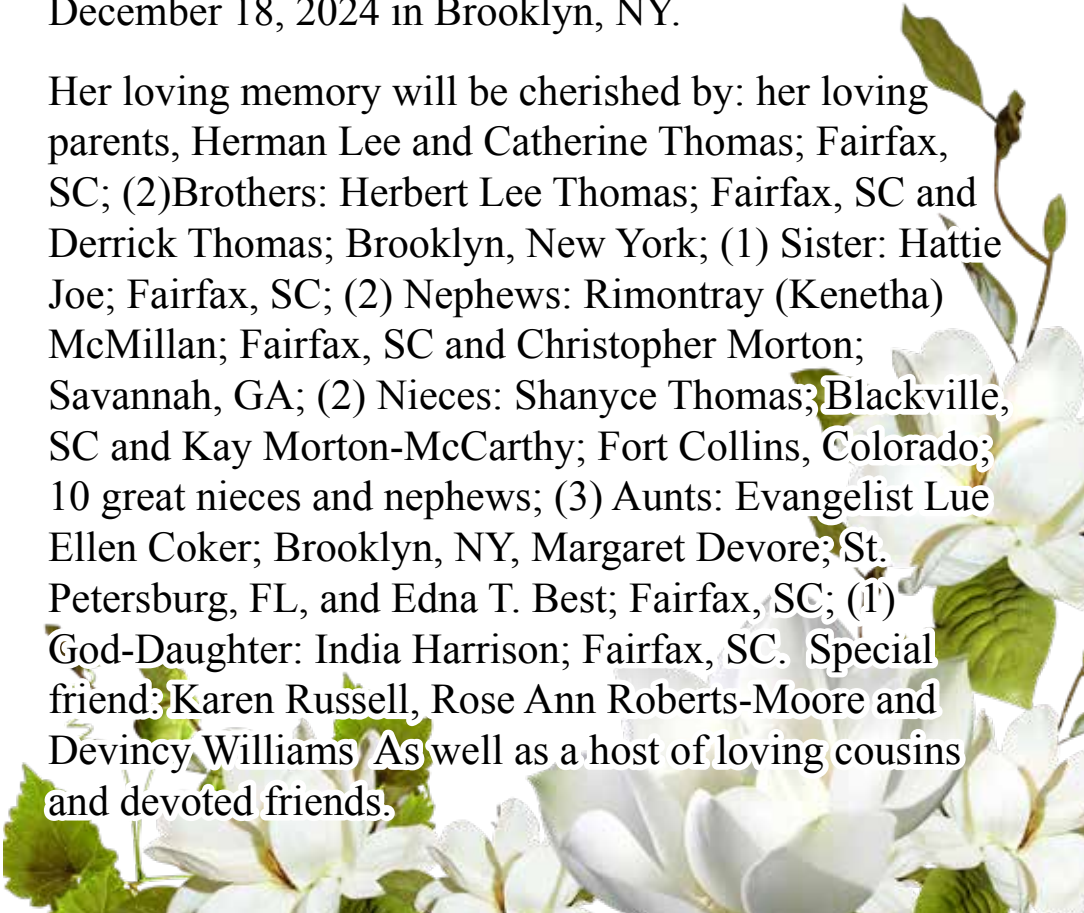 December 18, 2024 in Brooklyn, NY.
Her loving memory will be cherished by: her loving
parents, Herman Lee and Catherine Thomas; Fairfax,
SC; (2)Brothers: Herbert Lee Thomas; Fairfax, SC and
Derrick Thomas; Brooklyn, New York; (1) Sister: Hattie
Joe; Fairfax, SC; (2) Nephews: Rimontray (Kenetha)
McMillan; Fairfax, SC and Christopher Morton;
Savannah, GA; (2) Nieces: Shanyce Thomas; Blackville,
SC and Kay Morton-McCarthy; Fort Collins, Colorado;
10 great nieces and nephews; (3) Aunts: Evangelist Lue
Ellen Coker; Brooklyn, NY, Margaret Devore; St.
Petersburg, FL, and Edna T. Best; Fairfax, SC; (1)
God-Daughter: India Harrison; Fairfax, SC.  Special
friend: Karen Russell, Rose Ann Roberts-Moore and
Devincy Williams  As well as a host of loving cousins
and devoted friends.